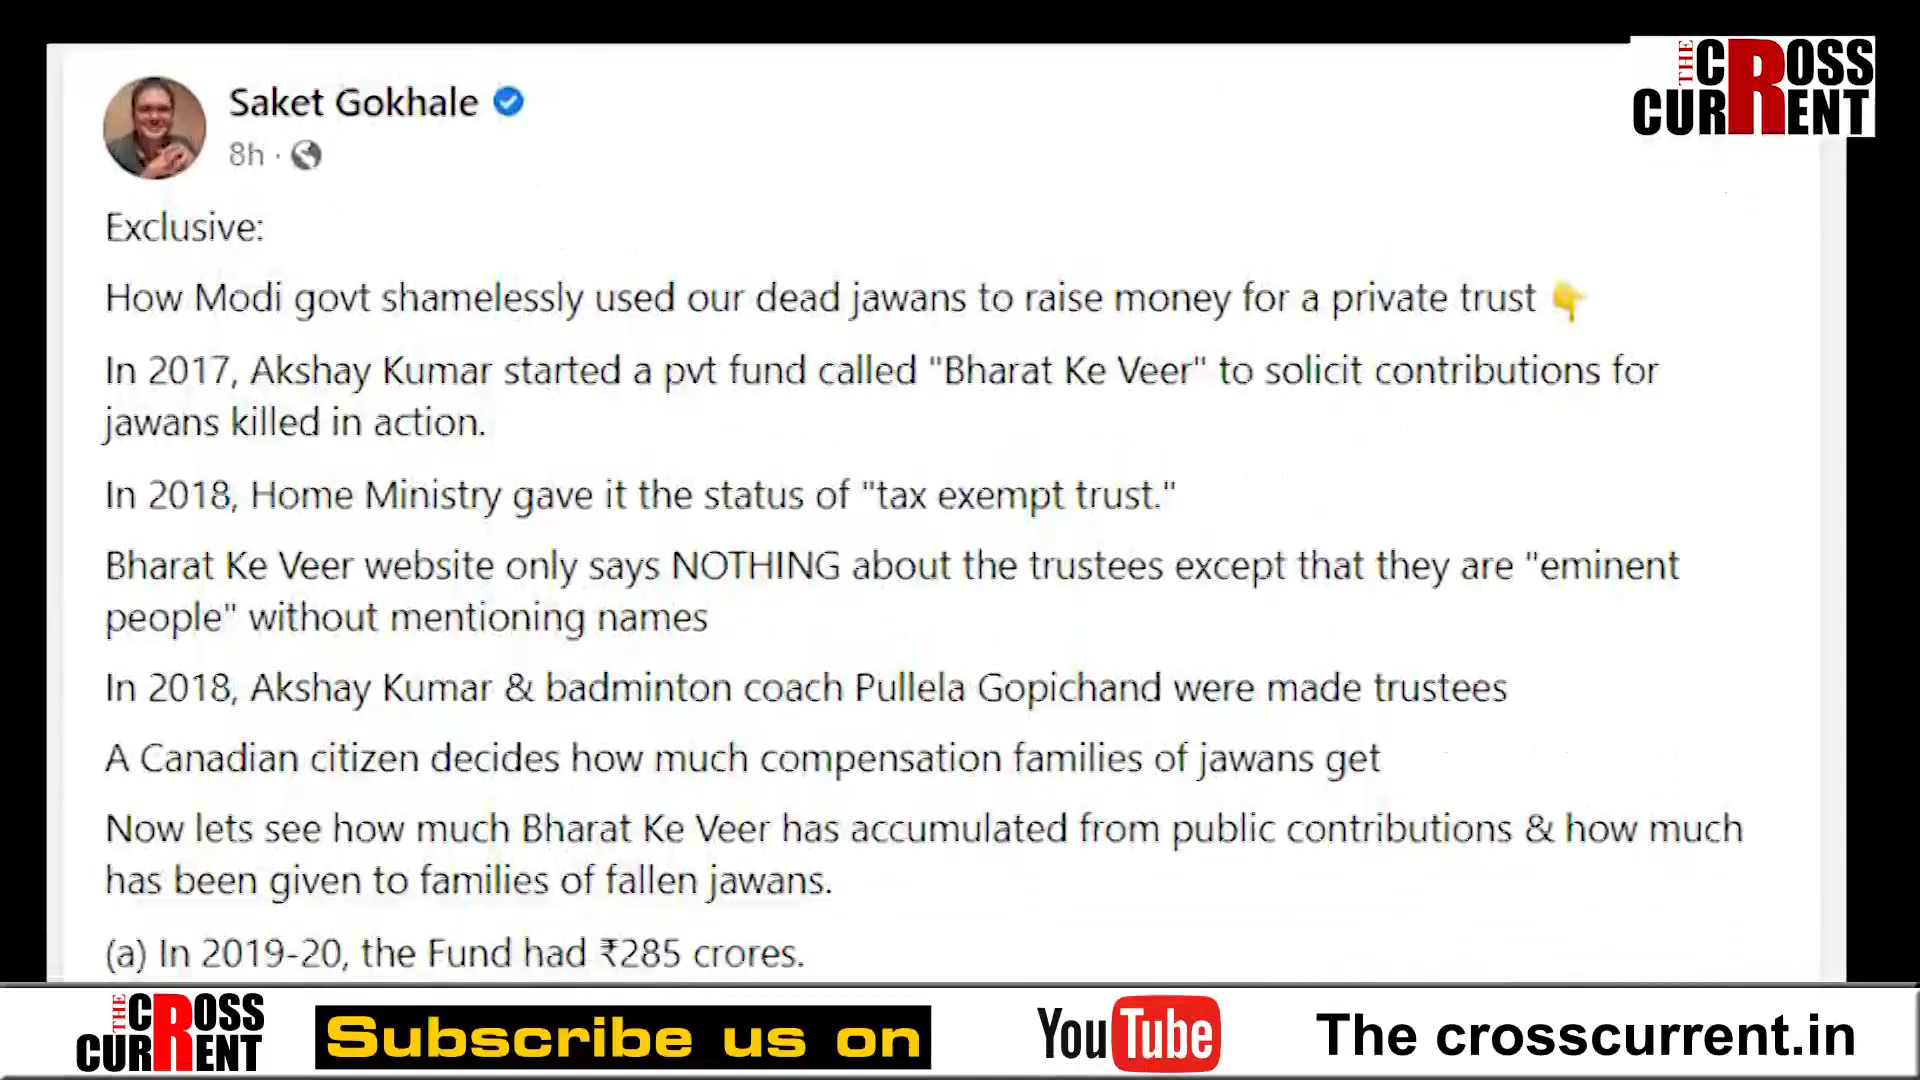 THE CROSS CURRENT
Saket Gokhale
8h ·
Exclusive:
How Modi govt shamelessly used our dead jawans to raise money for a private trust 👇
In 2017, Akshay Kumar started a pvt fund called "Bharat Ke Veer" to solicit contributions for
jawans killed in action.
In 2018, Home Ministry gave it the status of "tax exempt trust."
Bharat Ke Veer website only says NOTHING about the trustees except that they are "eminent
people" without mentioning names
In 2018, Akshay Kumar & badminton coach Pullela Gopichand were made trustees
A Canadian citizen decides how much compensation families of jawans get
Now lets see how much Bharat Ke Veer has accumulated from public contributions & how much
has been given to families of fallen jawans.
(a) In 2019-20, the Fund had ₹285 crores.
THE CROSS CURRENT
Subscribe us on
YouTube
The crosscurrent.in